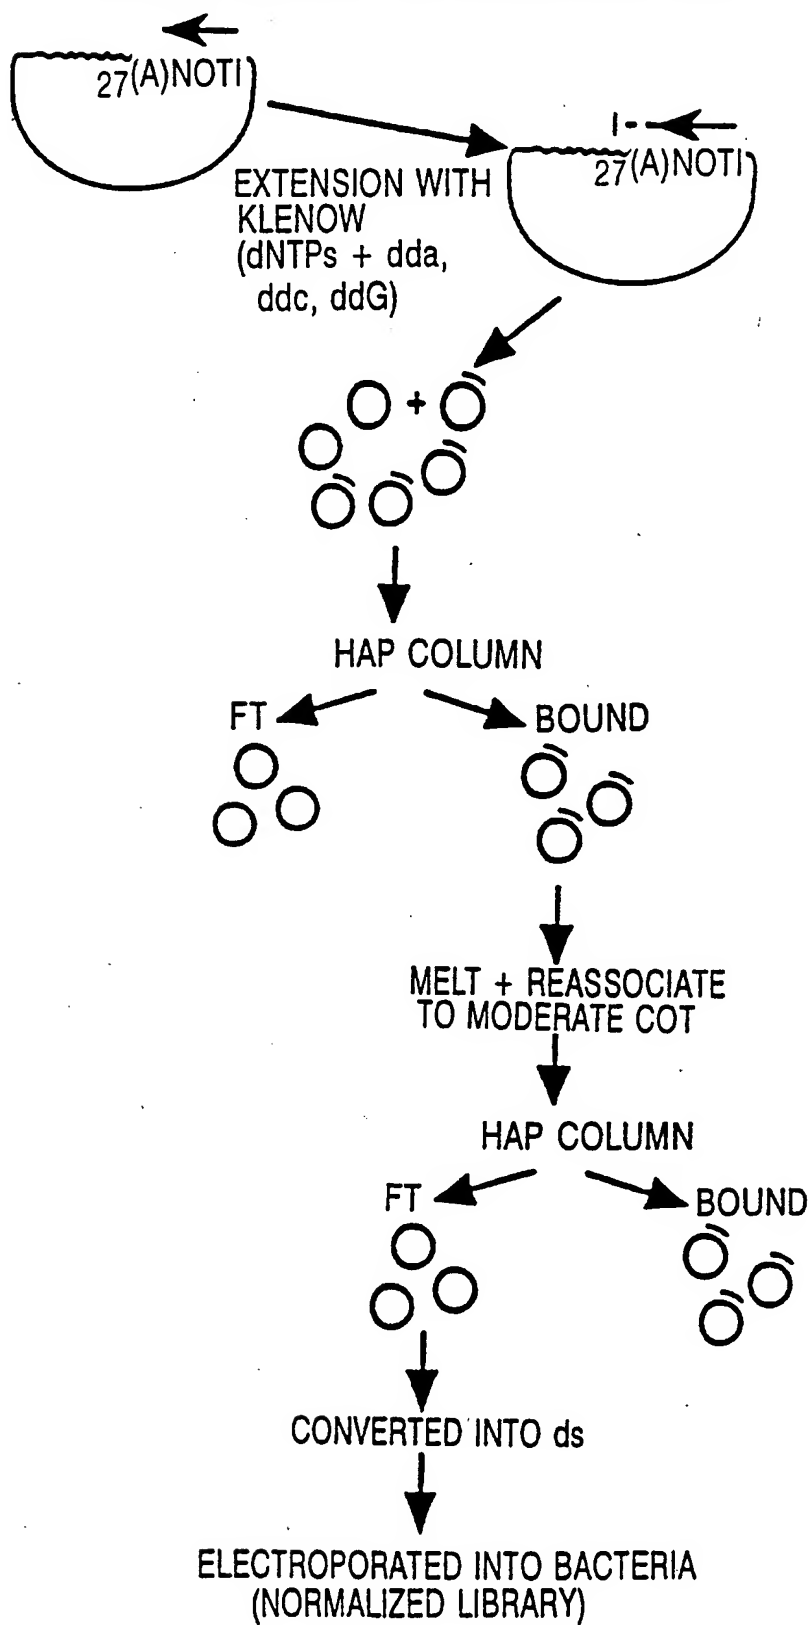 27(A)NOTI
27(A)NOTI
EXTENSION WITH
KLENOW
(dNTPs + dda,
ddc, ddG)
+
HAP COLUMN
FT
BOUND
MELT + REASSOCIATE
TO MODERATE COT
HAP COLUMN
FT
BOUND
CONVERTED INTO ds
ELECTROPORATED INTO BACTERIA
(NORMALIZED LIBRARY)